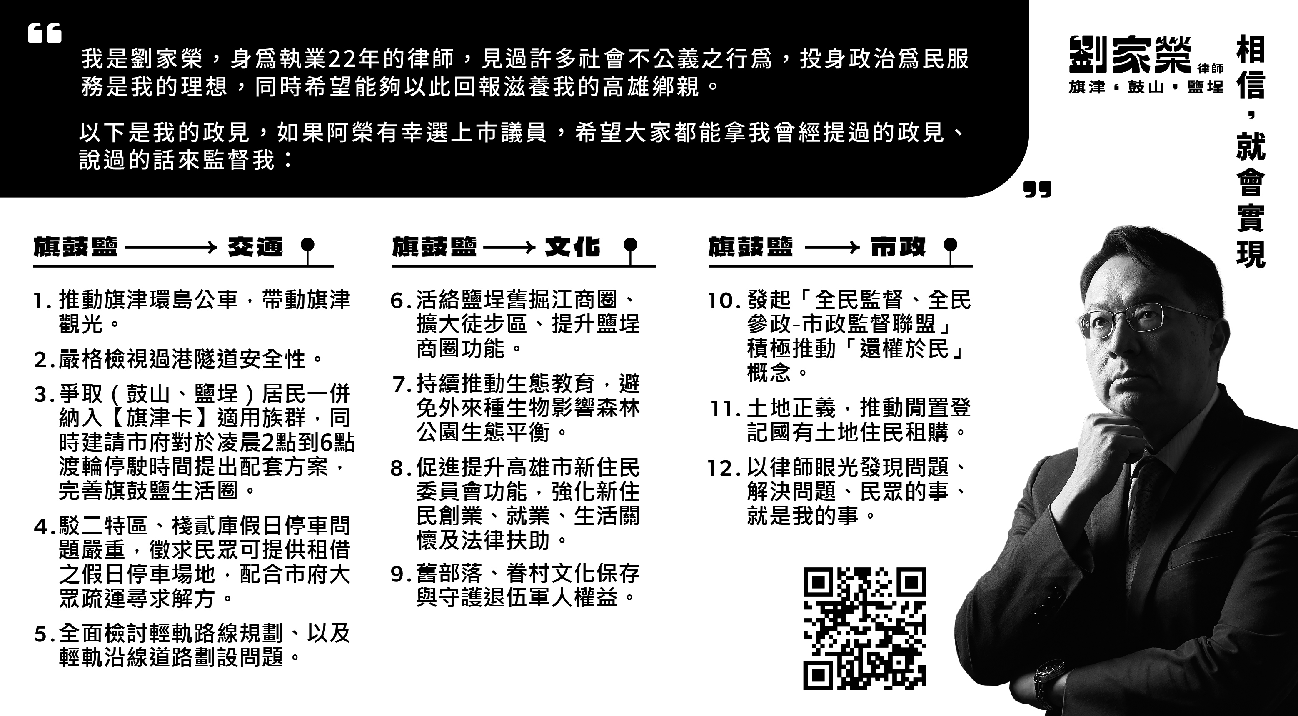 我是劉家榮，身為執業22年的律師，見過許多社會不公義之行為，投身政治為民服
務是我的理想，同時希望能夠以此回報滋養我的高雄鄉親。
以下是我的政見，如果阿榮有幸選上市議員，希望大家都能拿我曾經提過的政見、
說過的話來監督我：
劉家榮 律師
旗津・鼓山・鹽埕
相信，就會實現
旗鼓鹽 → 交通
1. 推動旗津環島公車，帶動旗津
觀光。
2. 嚴格檢視過港隧道安全性。
3. 爭取（鼓山、鹽埕）居民一併
納入【旗津卡】適用族群，同
時建請市府對於凌晨2點到6點
渡輪停駛時間提出配套方案，
完善旗鼓鹽生活圈。
4. 駁二特區、棧貳庫假日停車問
題嚴重，徵求民眾可提供租借
之假日停車場地，配合市府大
眾疏運尋求解方。
5. 全面檢討輕軌路線規劃、以及
輕軌沿線道路劃設問題。
旗鼓鹽 → 文化
6. 活絡鹽埕舊掘江商圈、
擴大徒步區、提升鹽埕
商圈功能。
7. 持續推動生態教育，避
免外來種生物影響森林
公園生態平衡。
8. 促進提升高雄市新住民
委員會功能，強化新住
民創業、就業、生活關
懷及法律扶助。
9. 舊部落、眷村文化保存
與守護退伍軍人權益。
旗鼓鹽 → 市政
10. 發起「全民監督、全民
參政-市政監督聯盟」
積極推動「還權於民」
概念。
11. 土地正義，推動閒置登
記國有土地住民租購。
12. 以律師眼光發現問題、
解決問題、民眾的事、
就是我的事。